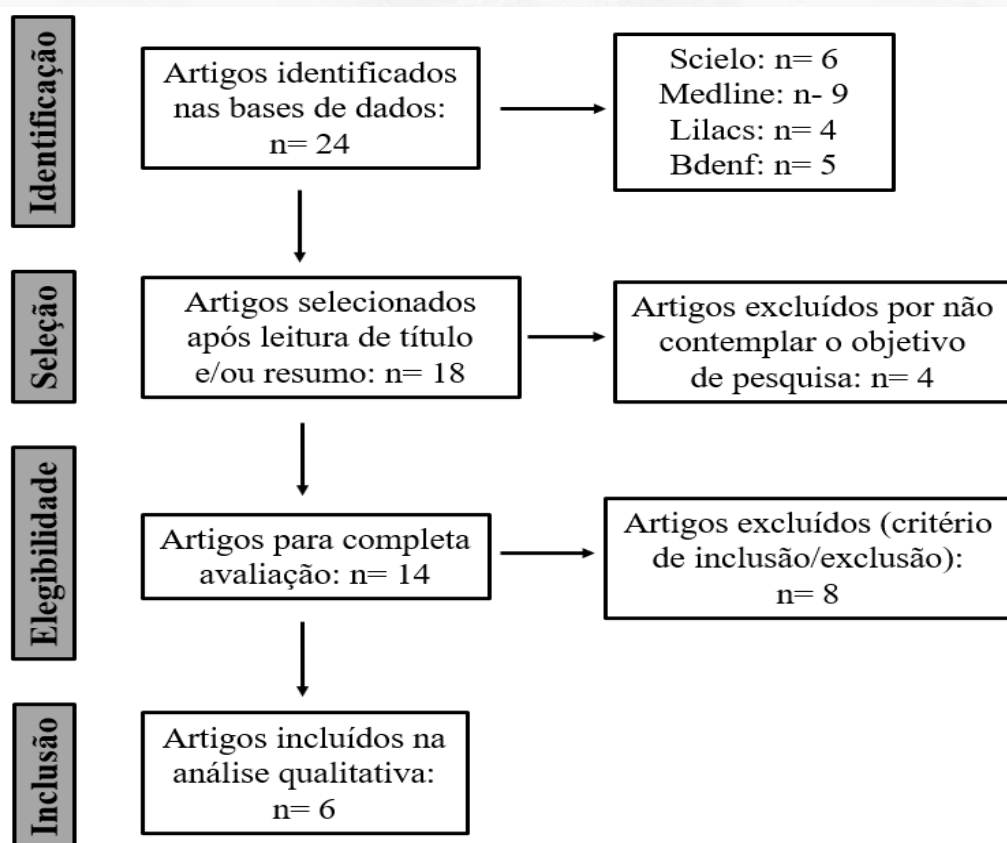 Identificação
Artigos identificados
nas bases de dados:
n= 24
Scielo: n= 6
Medline: n- 9
Lilacs: n= 4
Bdenf: n= 5
Seleção
Artigos selecionados
após leitura de título
e/ou resumo: n= 18
Artigos excluídos por não
contemplar o objetivo
de pesquisa: n= 4
Elegibilidade
Artigos para completa
avaliação: n= 14
Artigos excluídos (critério
de inclusão/exclusão):
n= 8
Inclusão
Artigos incluídos na
análise qualitativa:
n= 6